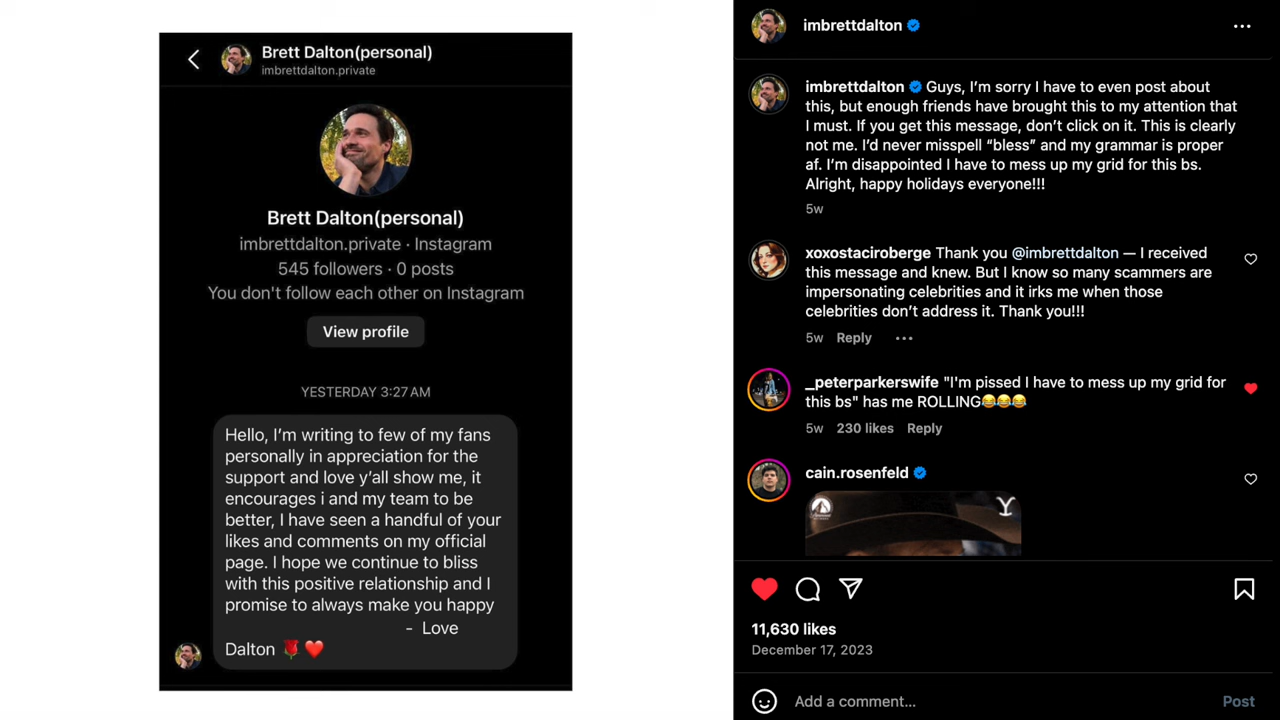 Brett Dalton(personal)
imbrettdalton.private
Brett Dalton(personal)
imbrettdalton.private · Instagram
545 followers · 0 posts
You don't follow each other on Instagram
View profile
YESTERDAY 3:27 AM
Hello, I'm writing to few of my fans
personally in appreciation for the
support and love y'all show me, it
encourages i and my team to be
better, I have seen a handful of your
likes and comments on my official
page. I hope we continue to bliss
with this positive relationship and I
promise to always make you happy
- Love
Dalton 🌹❤️
imbrettdalton
imbrettdalton Guys, I'm sorry I have to even post about
this, but enough friends have brought this to my attention that
I must. If you get this message, don't click on it. This is clearly
not me. I'd never misspell “bless” and my grammar is proper
af. I'm disappointed I have to mess up my grid for this bs.
Alright, happy holidays everyone!!!
5w
xoxostaciroberge Thank you @imbrettdalton — I received
this message and knew. But I know so many scammers are
impersonating celebrities and it irks me when those
celebrities don't address it. Thank you!!!
5w Reply
_peterparkerswife "I'm pissed I have to mess up my grid for
this bs" has me ROLLING😂😂😂
5w 230 likes Reply
cain.rosenfeld
Y
11,630 likes
December 17, 2023
Add a comment...
Post